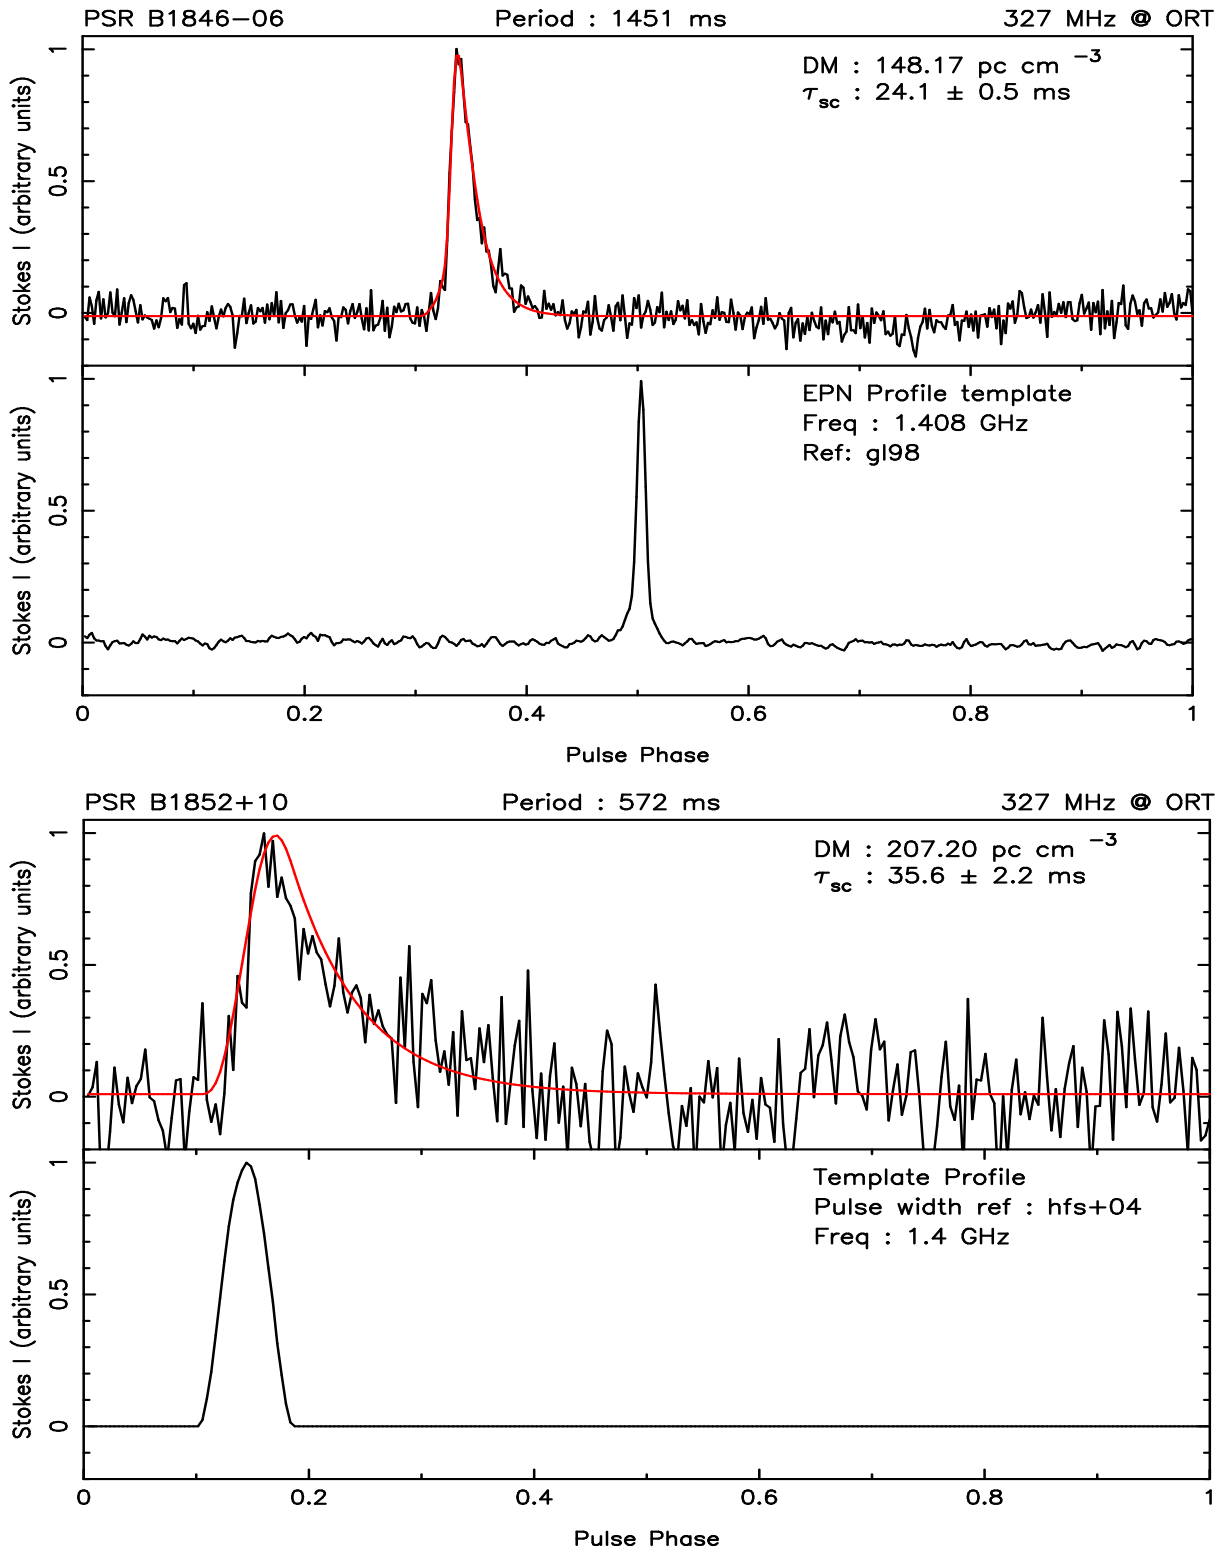 PSR B1846−06 Period : 1451 ms 327 MHz @ ORT
DM : 148.17 pc cm −3
τsc : 24.1 ± 0.5 ms
Stokes I (arbitrary units)
1
0.5
0
EPN Profile template
Freq : 1.408 GHz
Ref: gl98
Stokes I (arbitrary units)
1
0.5
0
0 0.2 0.4 0.6 0.8 1
Pulse Phase
PSR B1852+10 Period : 572 ms 327 MHz @ ORT
DM : 207.20 pc cm −3
τsc : 35.6 ± 2.2 ms
Stokes I (arbitrary units)
1
0.5
0
Template Profile
Pulse width ref : hfs+04
Freq : 1.4 GHz
Stokes I (arbitrary units)
1
0.5
0
0 0.2 0.4 0.6 0.8 1
Pulse Phase